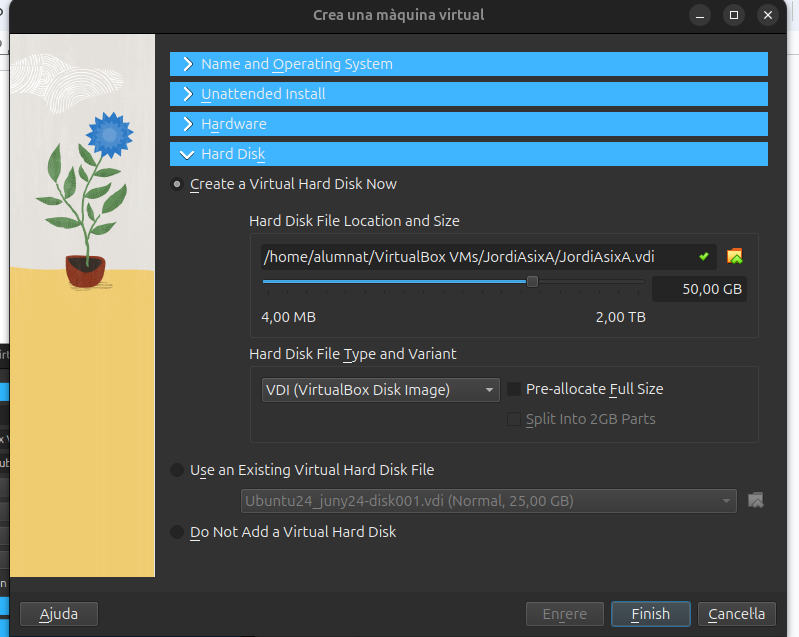 Crea una màquina virtual
Name and Operating System
Unattended Install
Hardware
Hard Disk
Create a Virtual Hard Disk Now
Hard Disk File Location and Size
/home/alumnat/VirtualBox VMs/JordiAsixA/JordiAsixA.vdi
50,00 GB
4,00 MB 2,00 TB
Hard Disk File Type and Variant
VDI (VirtualBox Disk Image) Pre-allocate Full Size
Split Into 2GB Parts
Use an Existing Virtual Hard Disk File
Ubuntu24_juny24-disk001.vdi (Normal, 25,00 GB)
Do Not Add a Virtual Hard Disk
Ajuda Enrere Finish Cancel·la